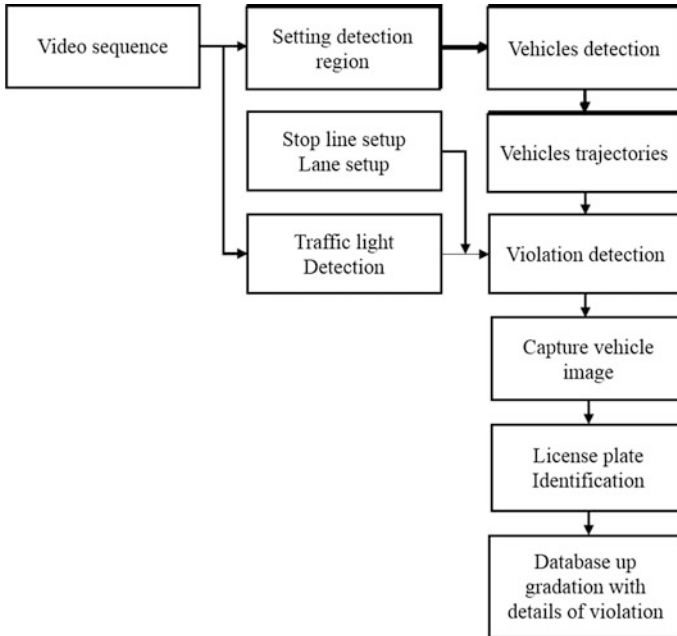 Video sequence
Setting detection
region
Vehicles detection
Stop line setup
Lane setup
Vehicles trajectories
Traffic light
Detection
Violation detection
Capture vehicle
image
License plate
Identification
Database up
gradation with
details of violation